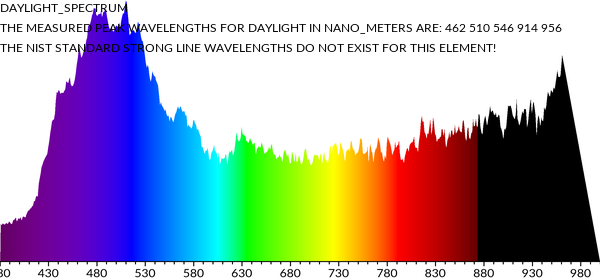 DAYLIGHT_SPECTRUM
THE MEASURED PEAK WAVELENGTHS FOR DAYLIGHT IN NANO_METERS ARE: 462 510 546 914 956
THE NIST STANDARD STRONG LINE WAVELENGTHS DO NOT EXIST FOR THIS ELEMENT!
80 430 480 530 580 630 680 730 780 830 880 930 980